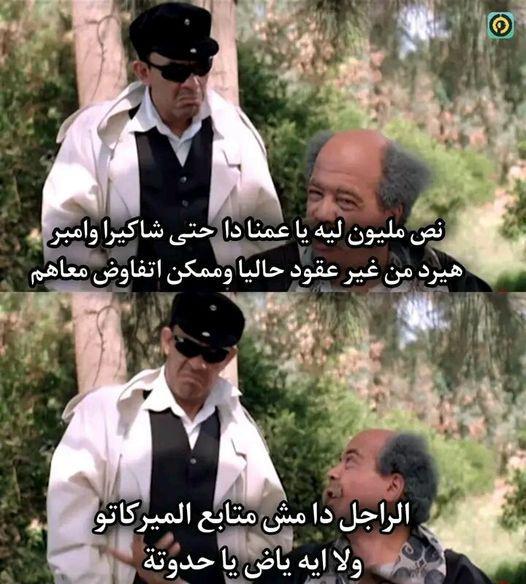 نص مليون ليه يا عمنا دا حتى شاكيرا وامبر
هيرد من غير عقود حاليا وممكن اتفاوض معاهم
الراجل دا مش متابع الميركاتو
ولا ايه ياض يا حدوتة